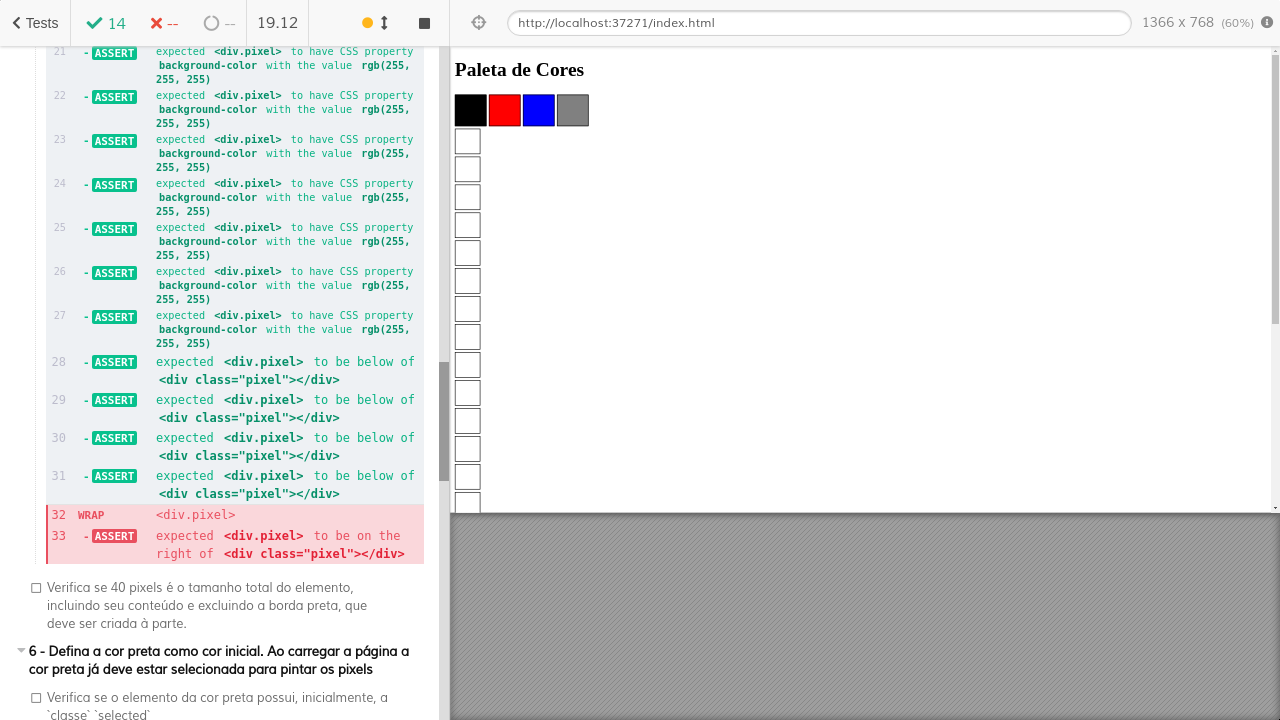 Tests 14 -- -- 19.12
http://localhost:37271/index.html 1366 x 768 (60%)
21 - ASSERT expected <div.pixel> to have CSS property
background-color with the value rgb(255,
255, 255)
22 - ASSERT expected <div.pixel> to have CSS property
background-color with the value rgb(255,
255, 255)
23 - ASSERT expected <div.pixel> to have CSS property
background-color with the value rgb(255,
255, 255)
24 - ASSERT expected <div.pixel> to have CSS property
background-color with the value rgb(255,
255, 255)
25 - ASSERT expected <div.pixel> to have CSS property
background-color with the value rgb(255,
255, 255)
26 - ASSERT expected <div.pixel> to have CSS property
background-color with the value rgb(255,
255, 255)
27 - ASSERT expected <div.pixel> to have CSS property
background-color with the value rgb(255,
255, 255)
28 - ASSERT expected <div.pixel> to be below of
<div class="pixel"></div>
29 - ASSERT expected <div.pixel> to be below of
<div class="pixel"></div>
30 - ASSERT expected <div.pixel> to be below of
<div class="pixel"></div>
31 - ASSERT expected <div.pixel> to be below of
<div class="pixel"></div>
32 WRAP <div.pixel>
33 - ASSERT expected <div.pixel> to be on the
right of <div class="pixel"></div>
Verifica se 40 pixels é o tamanho total do elemento,
incluindo seu conteúdo e excluindo a borda preta, que
deve ser criada à parte.
6 - Defina a cor preta como cor inicial. Ao carregar a página a
cor preta já deve estar selecionada para pintar os pixels
Verifica se o elemento da cor preta possui, inicialmente, a
`classe` `selected`
Paleta de Cores